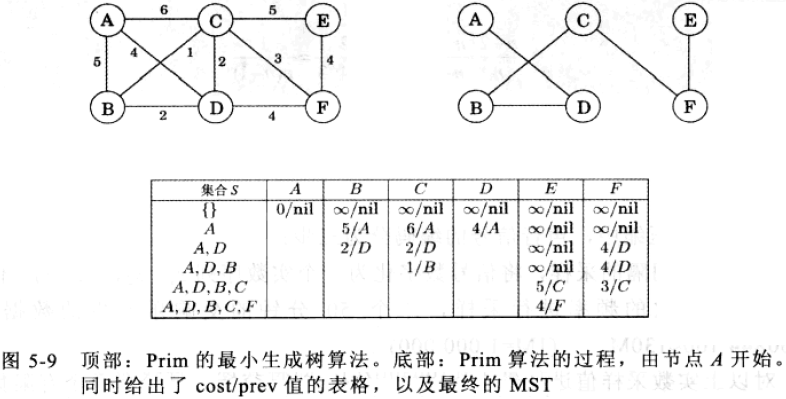 A 6 C 5 E
5 4 1 2 3 4
B 2 D 4 F
A C E
B D F
集合 S A B C D E F
{} 0/nil ∞/nil ∞/nil ∞/nil ∞/nil ∞/nil
A 5/A 6/A 4/A ∞/nil ∞/nil
A, D 2/D 2/D ∞/nil 4/D
A, D, B 1/B ∞/nil 4/D
A, D, B, C 5/C 3/C
A, D, B, C, F 4/F
图 5-9 顶部：Prim 的最小生成树算法。底部：Prim 算法的过程，由节点 A 开始。
同时给出了 cost/prev 值的表格，以及最终的 MST